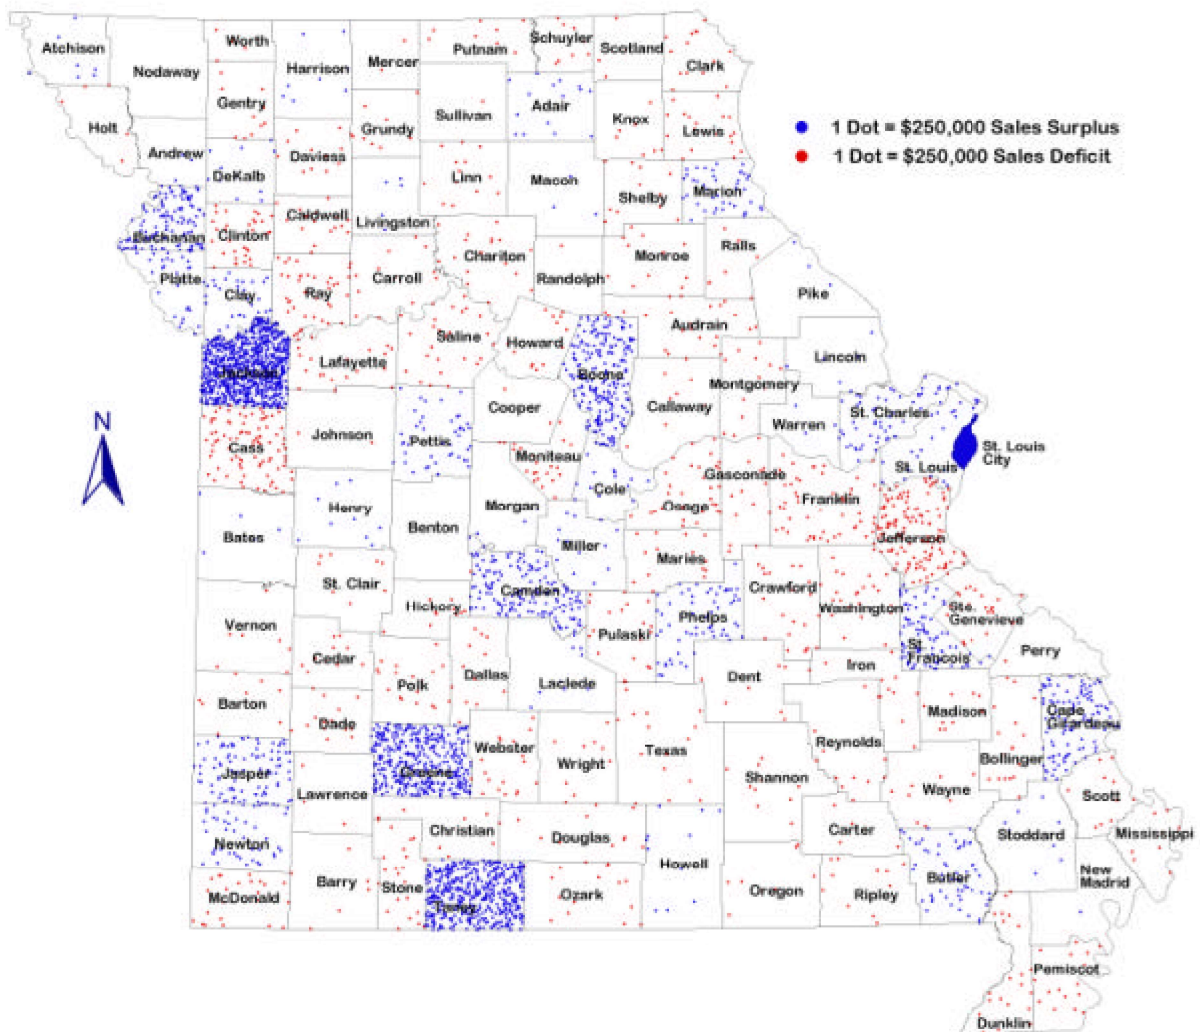 Atchison
Nodaway
Worth
Harrison
Mercer
Putnam
Schuyler
Scotland
Clark
Gentry
Sullivan
Adair
Knox
Lewis
Holt
Andrew
DeKalb
Daviess
Grundy
Linn
Macon
Shelby
Marion
1 Dot = $250,000 Sales Surplus
1 Dot = $250,000 Sales Deficit
Buchanan
Clinton
Caldwell
Livingston
Chariton
Randolph
Monroe
Ralls
Platte
Clay
Ray
Carroll
Pike
Jackson
Lafayette
Saline
Howard
Boone
Audrain
Lincoln
Cass
Johnson
Pettis
Cooper
Callaway
Montgomery
Warren
St. Charles
St. Louis
City
St. Louis
N
Moniteau
Cole
Gasconade
Franklin
Osage
Jefferson
Bates
Henry
Benton
Morgan
Miller
Maries
St. Clair
Camden
Crawford
Washington
Ste.
Genevieve
Vernon
Hickory
Pulaski
Phelps
St.
Francois
Perry
Cedar
Polk
Dallas
Laclede
Dent
Iron
Barton
Dade
Madison
Cape
Girardeau
Jasper
Greene
Webster
Wright
Texas
Reynolds
Bollinger
Shannon
Lawrence
Wayne
Scott
Newton
Christian
Douglas
Howell
Carter
Stoddard
Mississippi
McDonald
Barry
Stone
Taney
Ozark
Oregon
Ripley
Butler
New
Madrid
Pemiscot
Dunklin